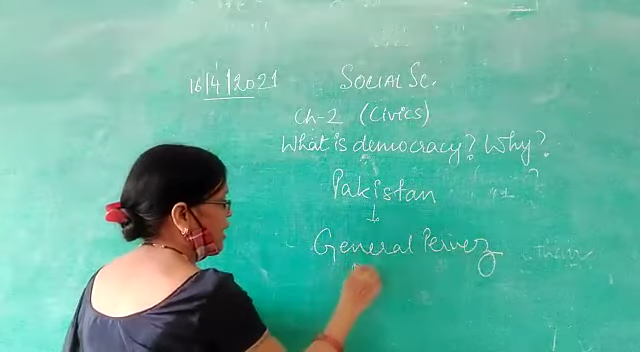 16/4/2021
SOCIAL Sc.
Ch-2 (Civics)
What is democracy? Why?
Pakistan
↓
General Pervez